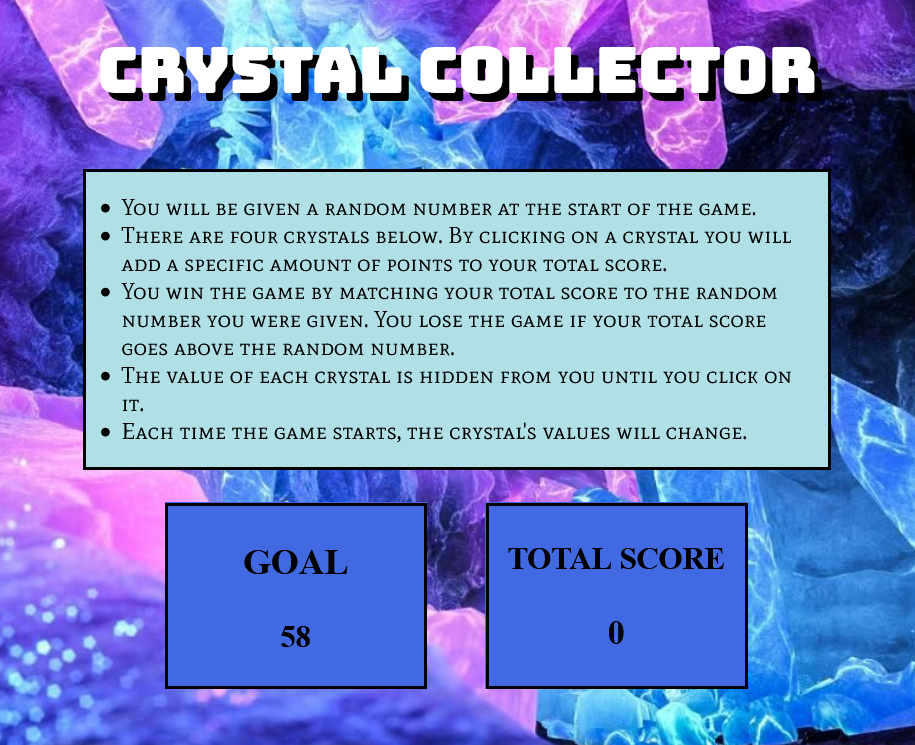 CRYSTAL COLLECTOR
• You will be given a random number at the start of the game.
• There are four crystals below. By clicking on a crystal you will
add a specific amount of points to your total score.
• You win the game by matching your total score to the random
number you were given. You lose the game if your total score
goes above the random number.
• The value of each crystal is hidden from you until you click on
it.
• Each time the game starts, the crystal's values will change.
GOAL
58
TOTAL SCORE
0